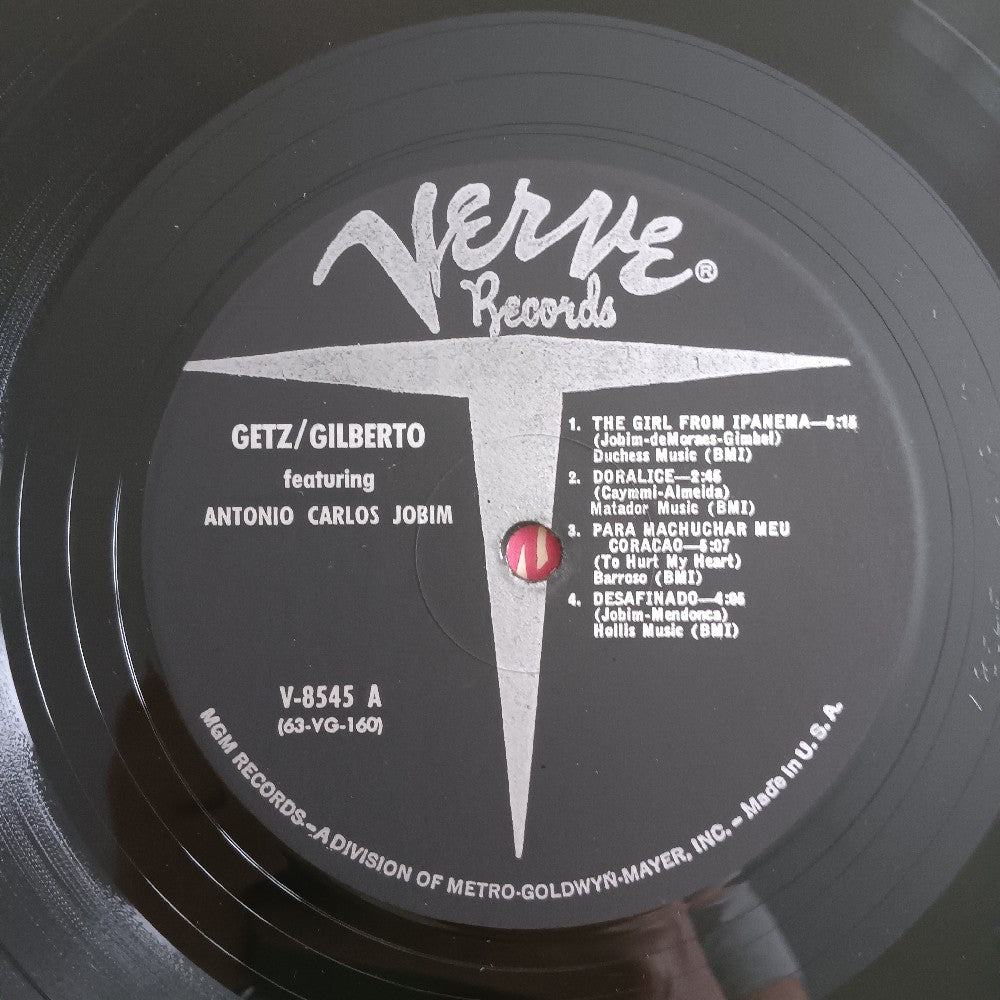 Verve®
Records
GETZ/GILBERTO
featuring
ANTONIO CARLOS JOBIM
1. THE GIRL FROM IPANEMA—5:15
(Jobim-deMoraes-Gimbel)
Duchess Music (BMI)
2. DORALICE—2:45
(Caymmi-Almeida)
Matador Music (BMI)
3. PARA MACHUCHAR MEU
CORACAO—5:07
(To Hurt My Heart)
Barroso (BMI)
4. DESAFINADO—4:05
(Jobim-Mendonca)
Hollis Music (BMI)
V-8545 A
(63-VG-160)
MGM RECORDS – A DIVISION OF METRO-GOLDWYN-MAYER, INC. – Made in U. S. A.